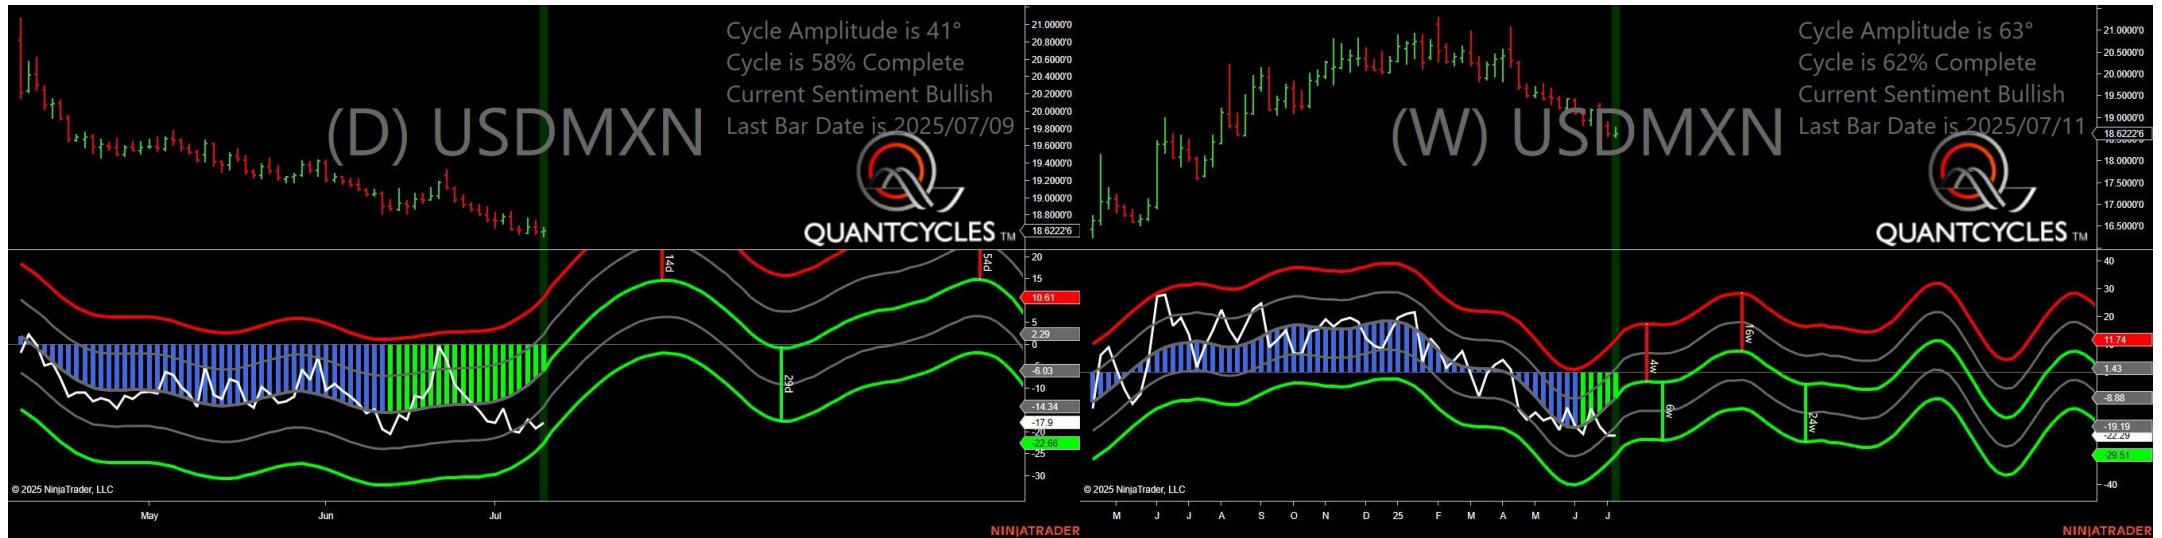 Cycle Amplitude is 41°
Cycle is 58% Complete
Current Sentiment Bullish
Last Bar Date is 2025/07/09
(D) USDMXN
QUANTCYCLES TM
21.0000'0
20.8000'0
20.6000'0
20.4000'0
20.2000'0
20.0000'0
19.8000'0
19.6000'0
19.4000'0
19.2000'0
19.0000'0
18.8000'0
18.6222'6
14d
54d
29d
20
15
10.61
5
2.29
0
-6.03
-10
-14.34
-17.9
-20
-22.66
-25
-30
© 2025 NinjaTrader, LLC
May
Jun
Jul
NINJATRADER
Cycle Amplitude is 63°
Cycle is 62% Complete
Current Sentiment Bullish
Last Bar Date is 2025/07/11
(W) USDMXN
QUANTCYCLES TM
21.0000'0
20.5000'0
20.0000'0
19.5000'0
19.0000'0
18.6222'6
18.0000'0
17.5000'0
17.0000'0
16.5000'0
4w
6w
16w
24w
40
30
20
11.74
1.43
-8.88
-19.19
-22.29
-29.51
-40
© 2025 NinjaTrader, LLC
M J J A S O N D 25 F M A M J J
NINJATRADER